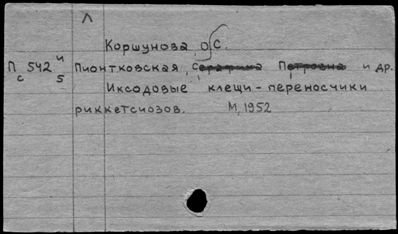 Л
Коршунова, О.С.
П 542 и Пионтковская, Серафима Петровна и др.
с 5
Иксодовые клещи - переносчики
риккетсиозов. М, 1952